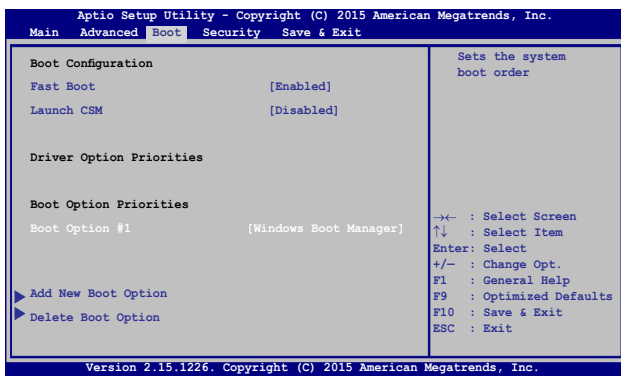 Aptio Setup Utility - Copyright (C) 2015 American Megatrends, Inc.
Main Advanced Boot Security Save & Exit
Boot Configuration
Fast Boot [Enabled]
Launch CSM [Disabled]
Driver Option Priorities
Boot Option Priorities
Boot Option #1 [Windows Boot Manager]
Add New Boot Option
Delete Boot Option
Sets the system
boot order
→← : Select Screen
↑↓ : Select Item
Enter: Select
+/— : Change Opt.
F1 : General Help
F9 : Optimized Defaults
F10 : Save & Exit
ESC : Exit
Version 2.15.1226. Copyright (C) 2015 American Megatrends, Inc.